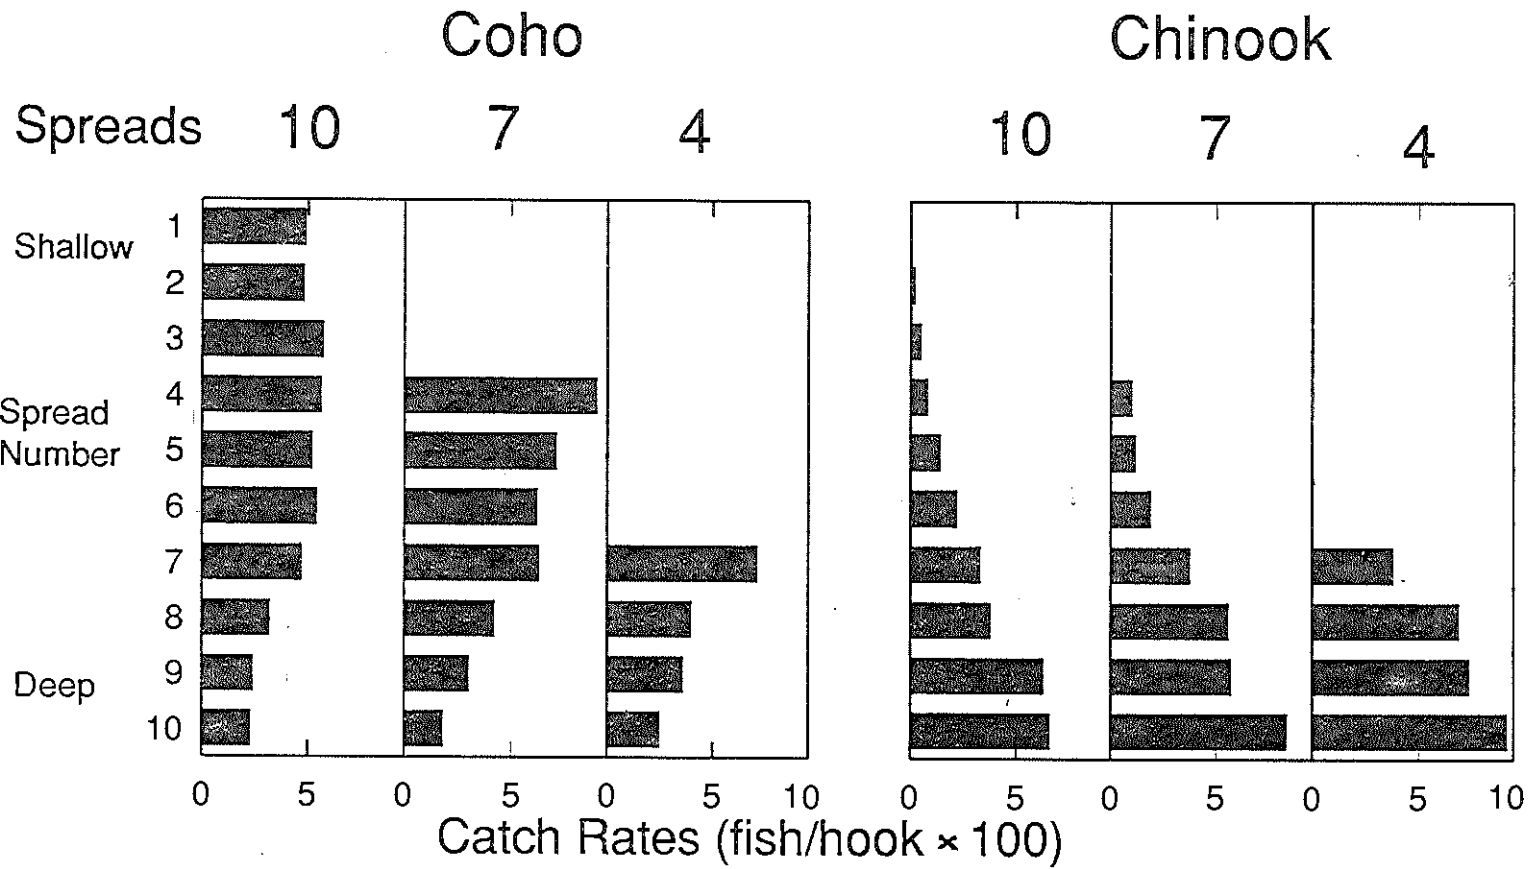 Coho Chinook
Spreads 10 7 4 10 7 4
1
Shallow
2
3
4
Spread
Number
5
6
7
8
9
Deep
10
0 5 0 5 0 5 10 0 5 0 5 0 5 10
Catch Rates (fish/hook × 100)